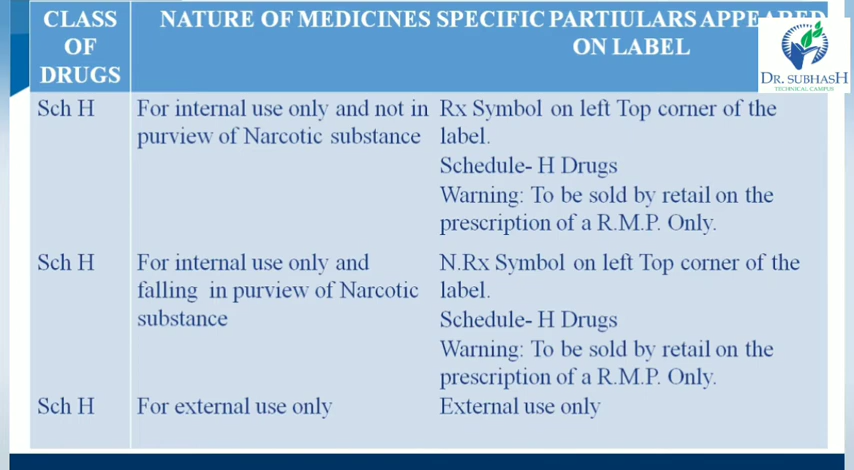 CLASS OF DRUGS
NATURE OF MEDICINES SPECIFIC PARTIULARS APPEARED ON LABEL
DR. SUBHASH
TECHNICAL CAMPUS
Sch H
For internal use only and not in
purview of Narcotic substance
Rx Symbol on left Top corner of the
label.
Schedule- H Drugs
Warning: To be sold by retail on the
prescription of a R.M.P. Only.
Sch H
For internal use only and
falling in purview of Narcotic
substance
N.Rx Symbol on left Top corner of the
label.
Schedule- H Drugs
Warning: To be sold by retail on the
prescription of a R.M.P. Only.
Sch H
For external use only
External use only